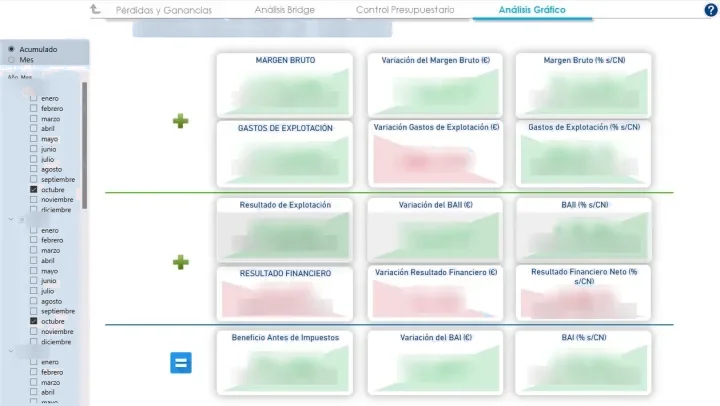 Pérdidas y Ganancias
Análisis Bridge
Control Presupuestario
Análisis Gráfico
?
Acumulado
Mes
Año, Mes
enero
febrero
marzo
abril
mayo
junio
julio
agosto
septiembre
octubre
noviembre
diciembre
enero
febrero
marzo
abril
mayo
junio
julio
agosto
septiembre
octubre
noviembre
diciembre
enero
febrero
marzo
abril
mayo
MARGEN BRUTO
Variación del Margen Bruto (€)
Margen Bruto (% s/CN)
GASTOS DE EXPLOTACIÓN
Variación Gastos de Explotación (€)
Gastos de Explotación (% s/CN)
Resultado de Explotación
Variación del BAII (€)
BAII (% s/CN)
RESULTADO FINANCIERO
Variación Resultado Financiero (€)
Resultado Financiero Neto (%
s/CN)
Beneficio Antes de Impuestos
Variación del BAI (€)
BAI (% s/CN)